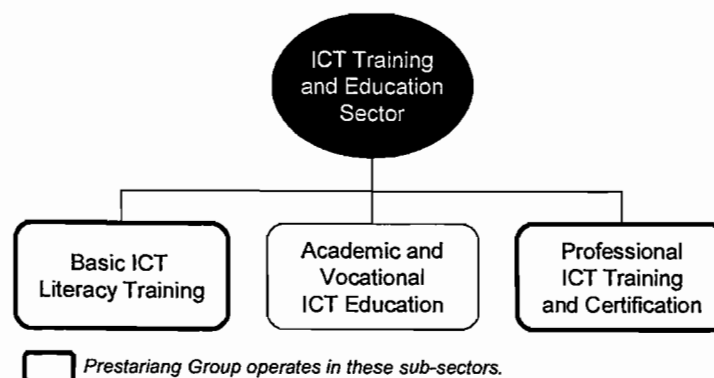 ICT Training
and Education
Sector
Basic ICT
Literacy Training
Academic and
Vocational
ICT Education
Professional
ICT Training
and Certification
Prestariang Group operates in these sub-sectors.